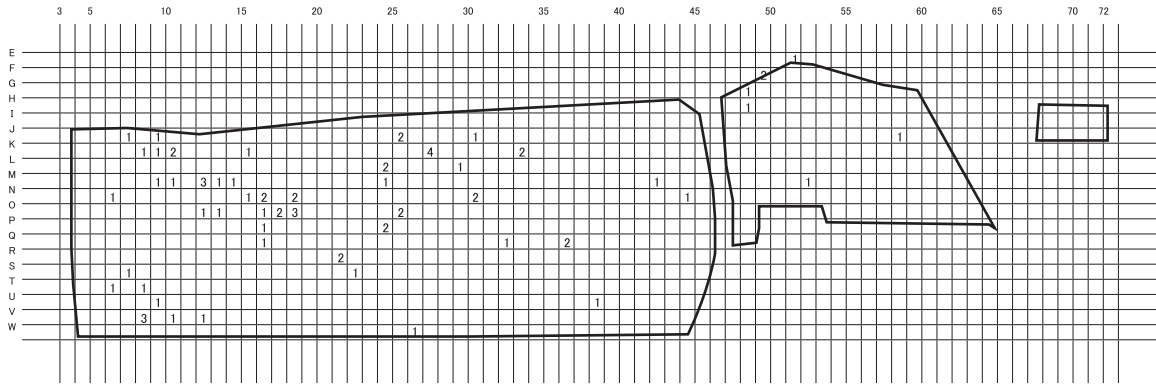 3 5 10 15 20 25 30 35 40 45 50 55 60 65 70 72
E
1
F
2
G
1
H
1
I
J
1 1 2 1 1
K
1 1 2 1 4 2
L
2 1
M
1 1 3 1 1 1 1 1
N
1 1 2 2 2 1
O
1 1 1 2 3 2
P
1 2
Q
1 1 2
R
2
S
1 1
T
1 1
U
1 1
V
3 1 1
W
1